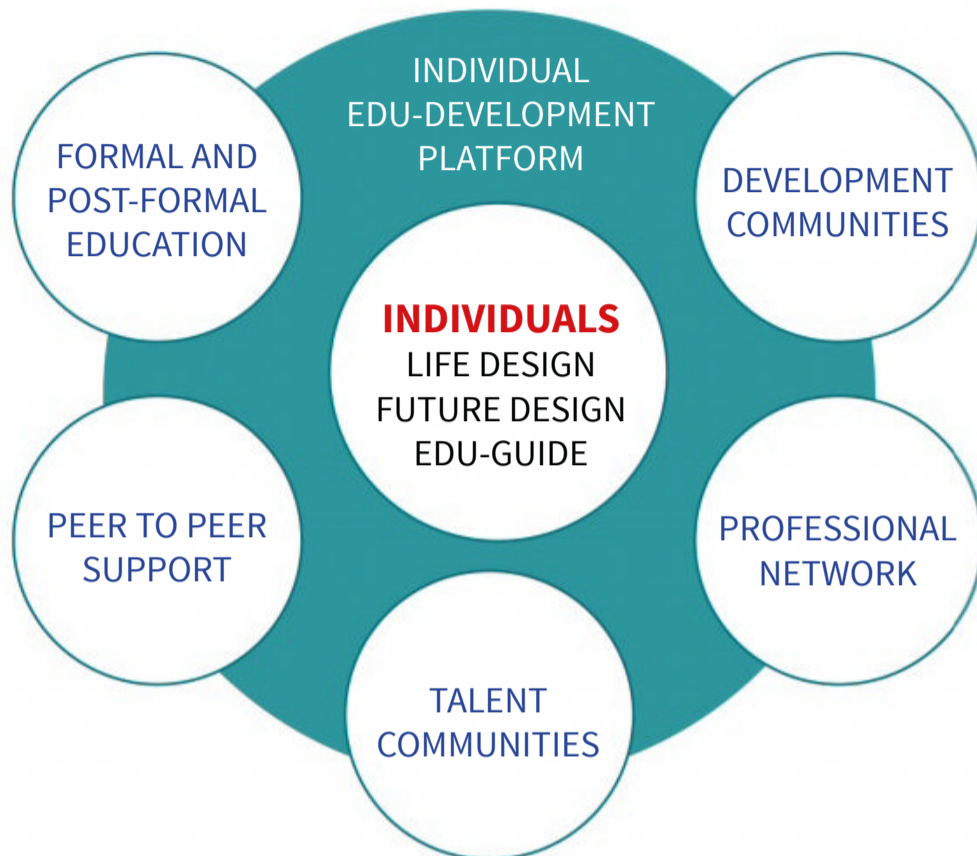 INDIVIDUAL
EDU-DEVELOPMENT
PLATFORM
FORMAL AND
POST-FORMAL
EDUCATION
DEVELOPMENT
COMMUNITIES
INDIVIDUALS
LIFE DESIGN
FUTURE DESIGN
EDU-GUIDE
PEER TO PEER
SUPPORT
PROFESSIONAL
NETWORK
TALENT
COMMUNITIES